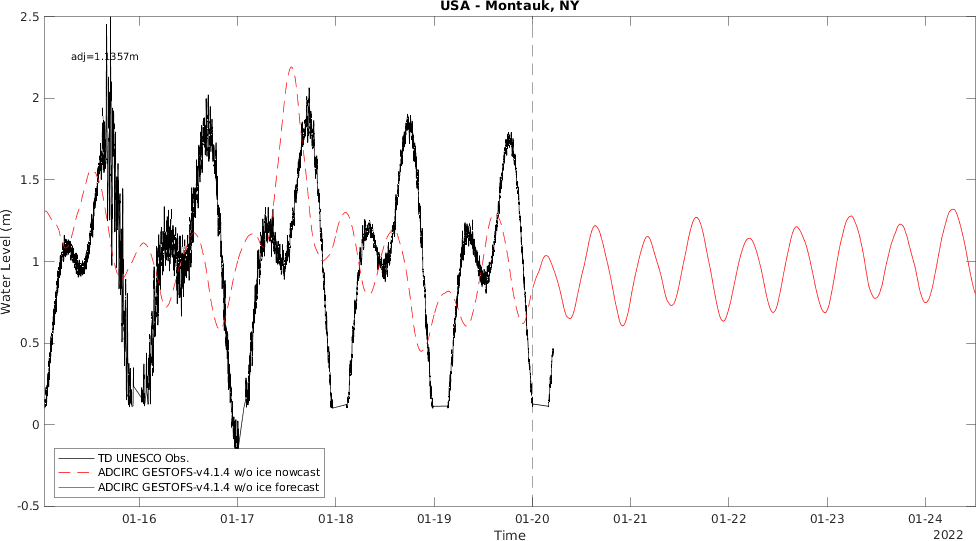 USA - Montauk, NY
adj=1.1357m
2.5
2
1.5
1
0.5
0
-0.5
Water Level (m)
TD UNESCO Obs.
ADCIRC GESTOFS-v4.1.4 w/o ice nowcast
ADCIRC GESTOFS-v4.1.4 w/o ice forecast
01-16 01-17 01-18 01-19 01-20 01-21 01-22 01-23 01-24
Time
2022